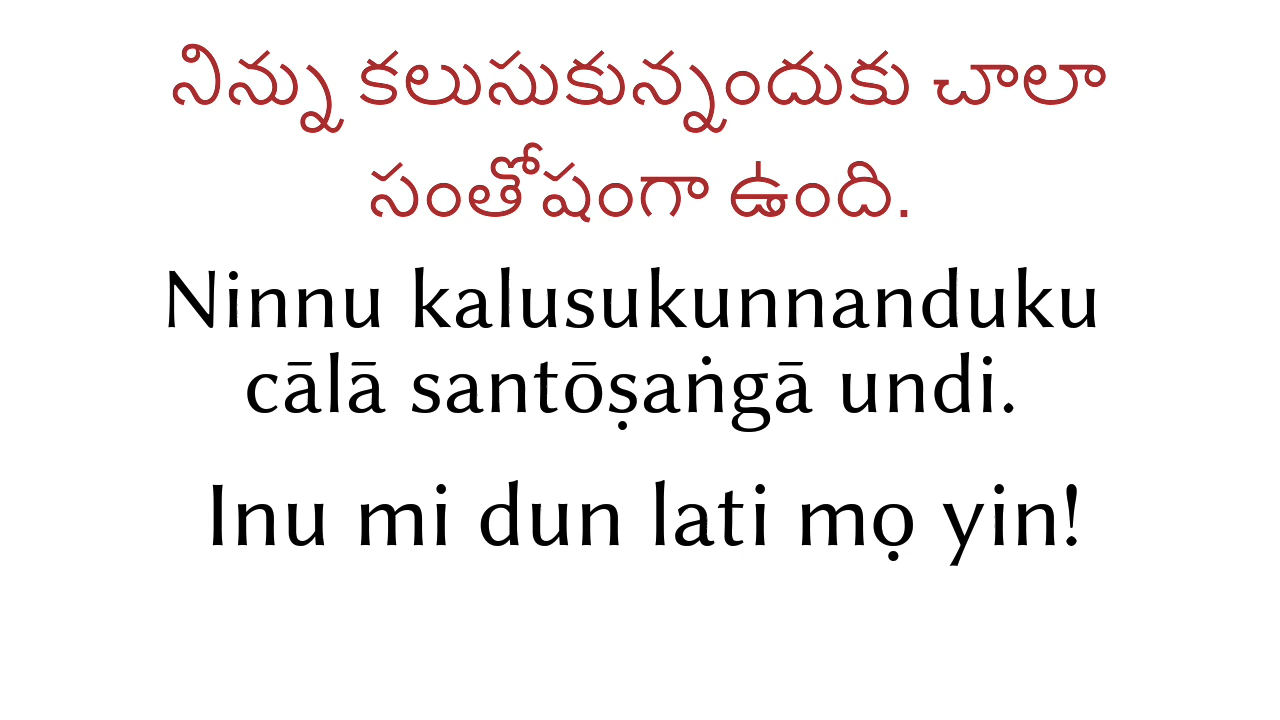 నిన్ను కలుసుకున్నందుకు చాలా
సంతోషంగా ఉంది.
Ninnu kalusukunnanduku
cālā santōṣaṅgā undi.
Inu mi dun lati mọ yin!